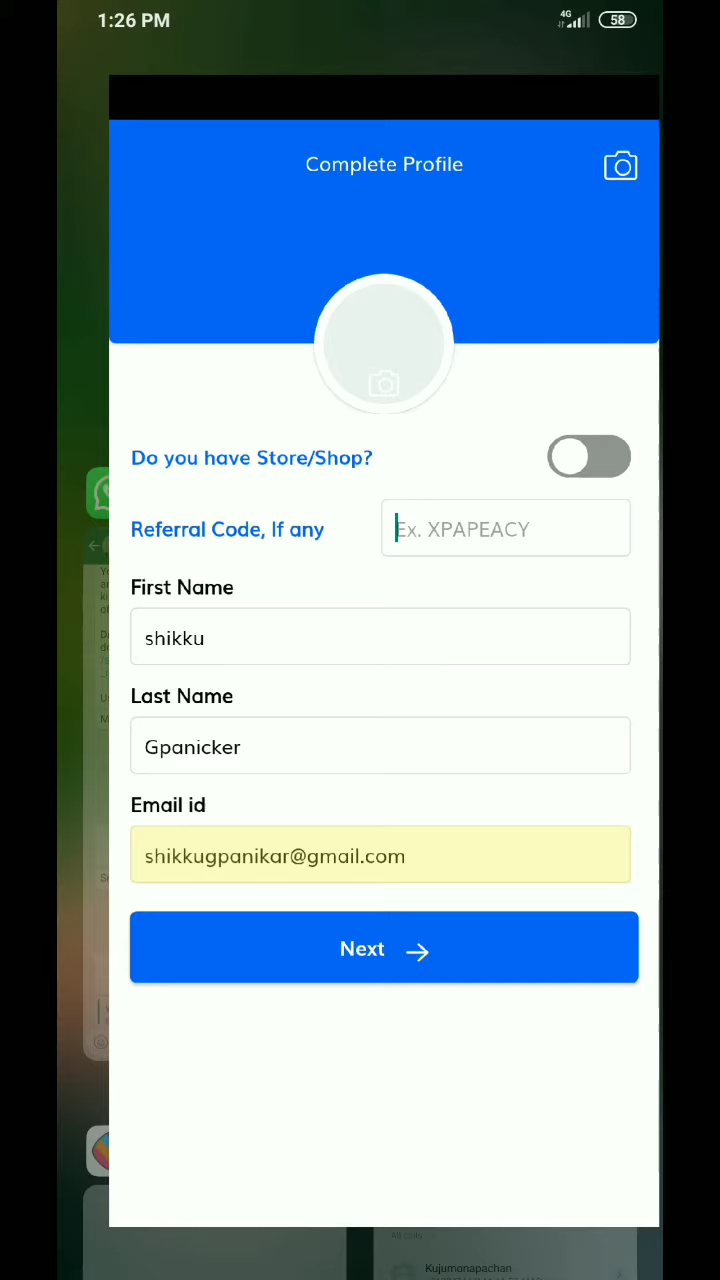 1:26 PM
4G
58
Complete Profile
Do you have Store/Shop?
Referral Code, If any
Ex. XPAPEACY
First Name
shikku
Last Name
Gpanicker
Email id
shikkugpanikar@gmail.com
Next
Kujumonapachan